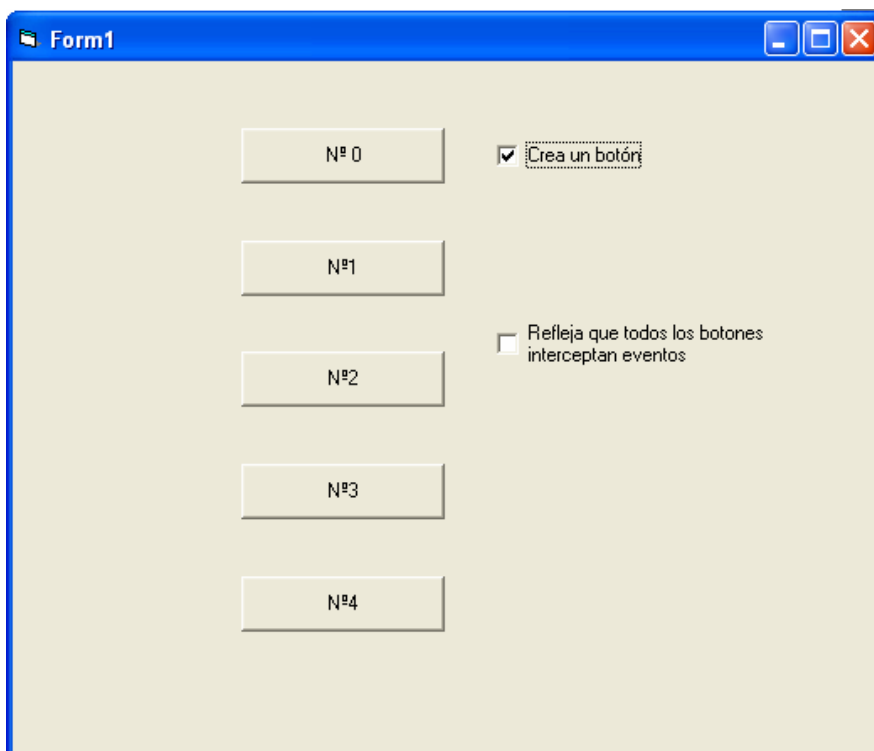 Form1
Nº 0
Crea un botón
Nº1
Refleja que todos los botones
interceptan eventos
Nº2
Nº3
Nº4